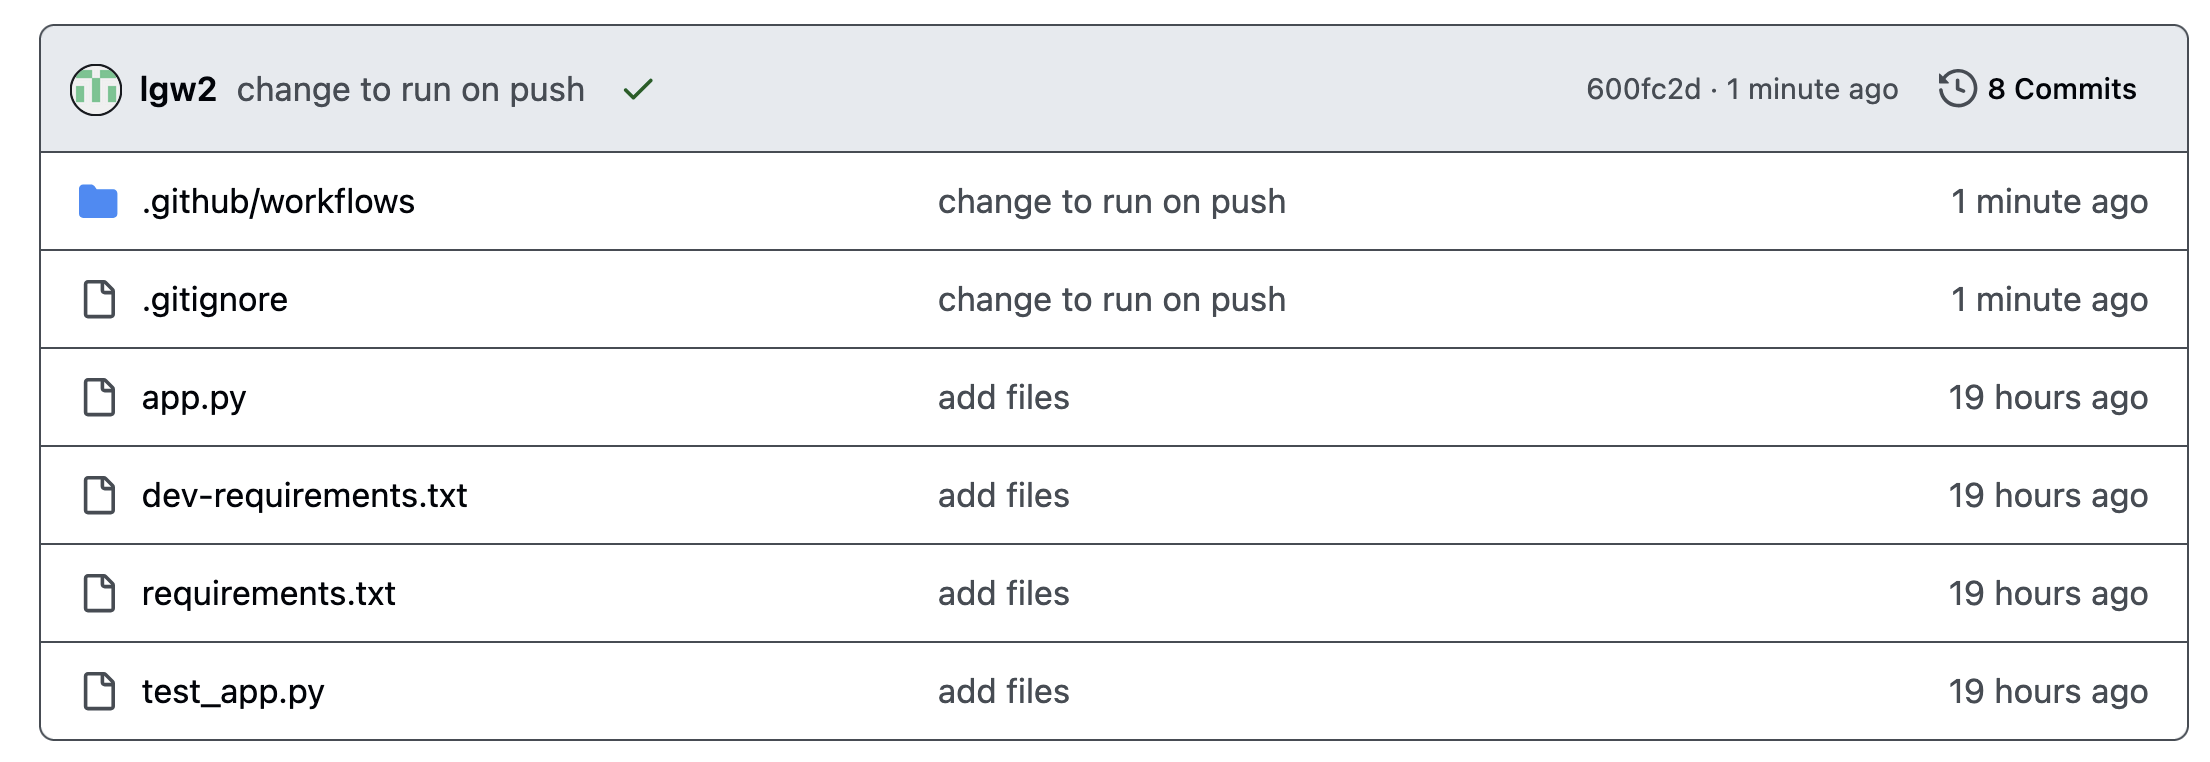 lgw2 change to run on push 600fc2d · 1 minute ago 8 Commits
.github/workflows change to run on push 1 minute ago
.gitignore change to run on push 1 minute ago
app.py add files 19 hours ago
dev-requirements.txt add files 19 hours ago
requirements.txt add files 19 hours ago
test_app.py add files 19 hours ago